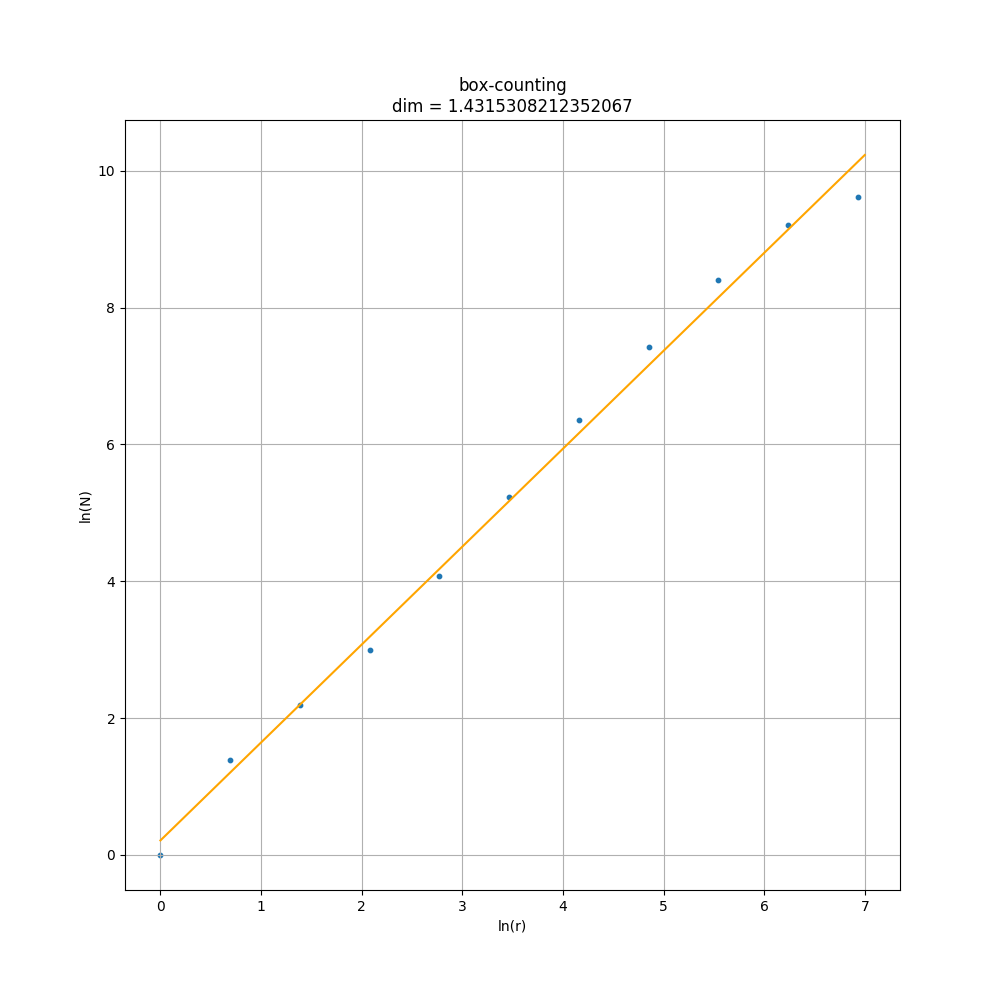 box-counting
dim = 1.4315308212352067
10
8
6
4
2
0
ln(N)
0 1 2 3 4 5 6 7
ln(r)